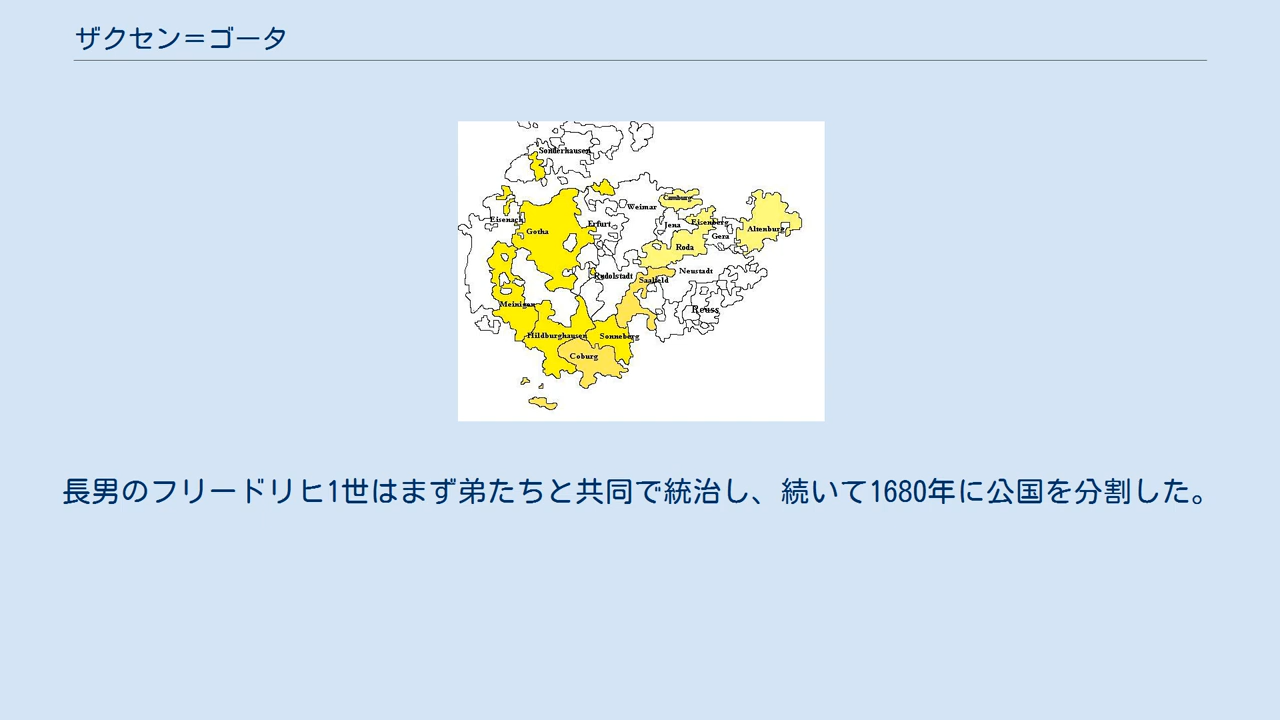 ザクセン＝ゴータ
Sonderhausen
Camburg
Weimar
Eisenach
Erfurt
Jena
Eisenberg
Gotha
Gera
Altenburg
Roda
Rudolstadt
Saalfeld
Neustadt
Meinigen
Reuss
Hildburghausen
Sonneberg
Coburg
長男のフリードリヒ1世はまず弟たちと共同で統治し、続いて1680年に公国を分割した。